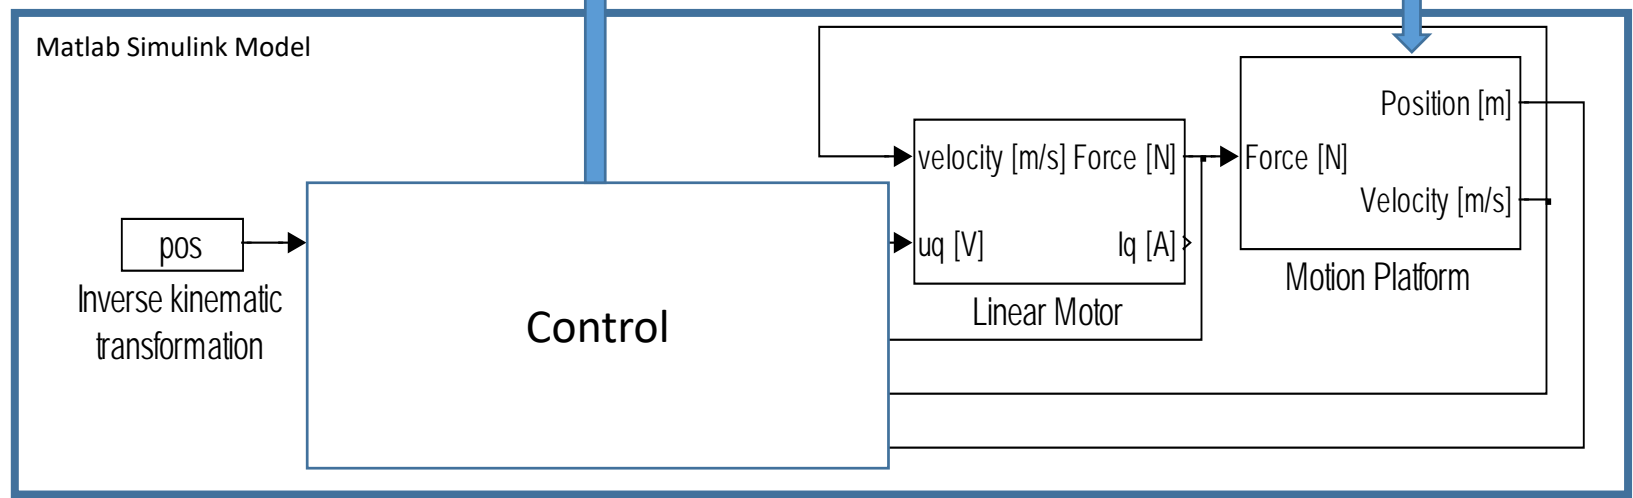 Matlab Simulink Model
Position [m]
velocity [m/s] Force [N]
Force [N]
Velocity [m/s]
pos
uq [V]
Iq [A]
Inverse kinematic
transformation
Control
Linear Motor
Motion Platform